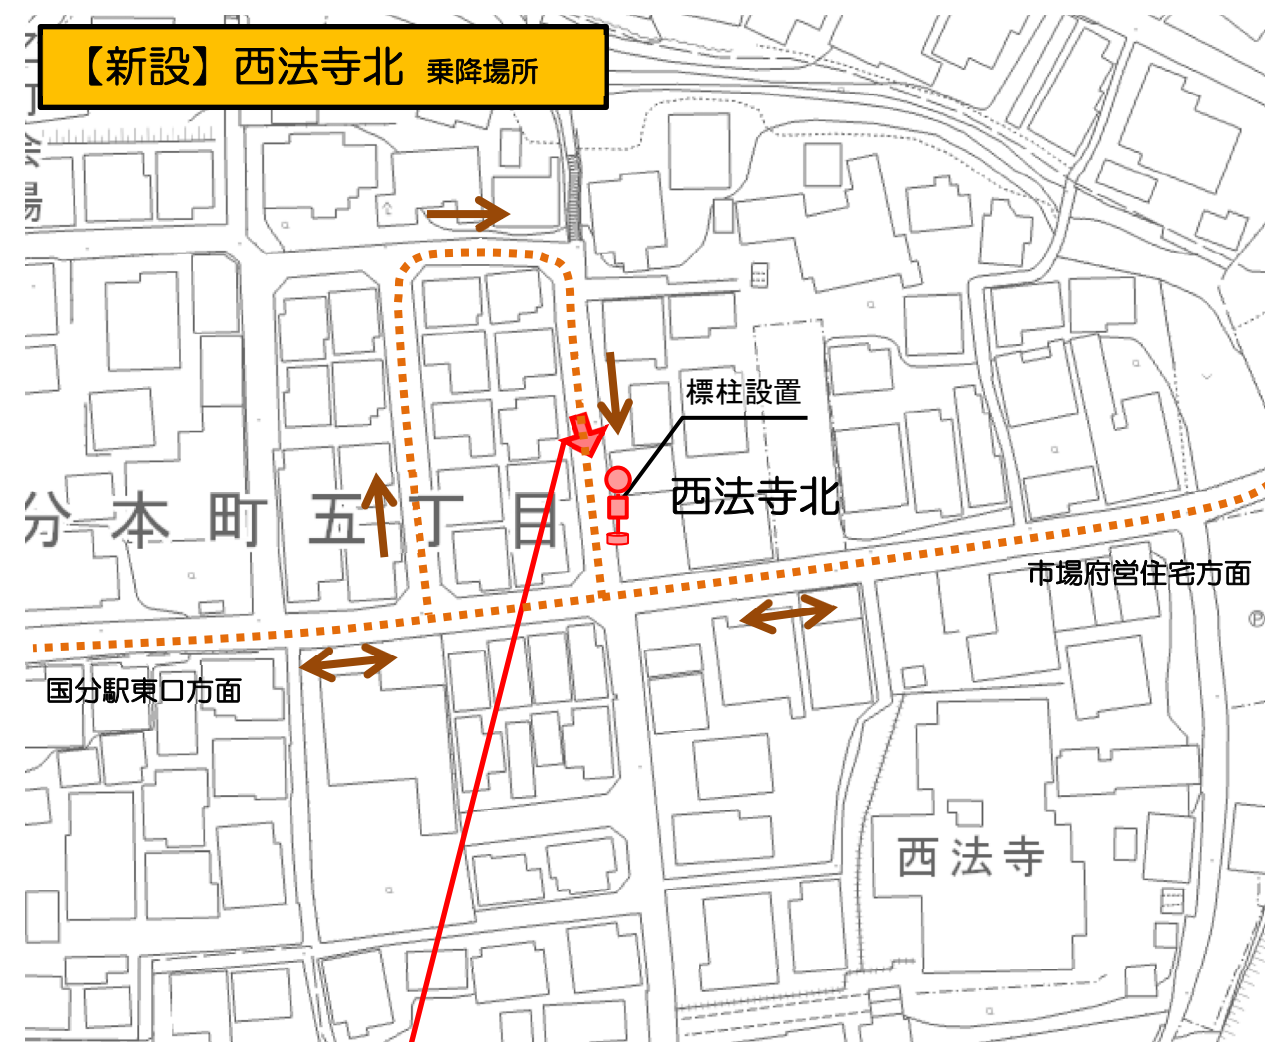 【新設】西法寺北 乗降場所
会
場
標柱設置
西法寺北
分本町五丁目
市場府営住宅方面
国分駅東口方面
西法寺